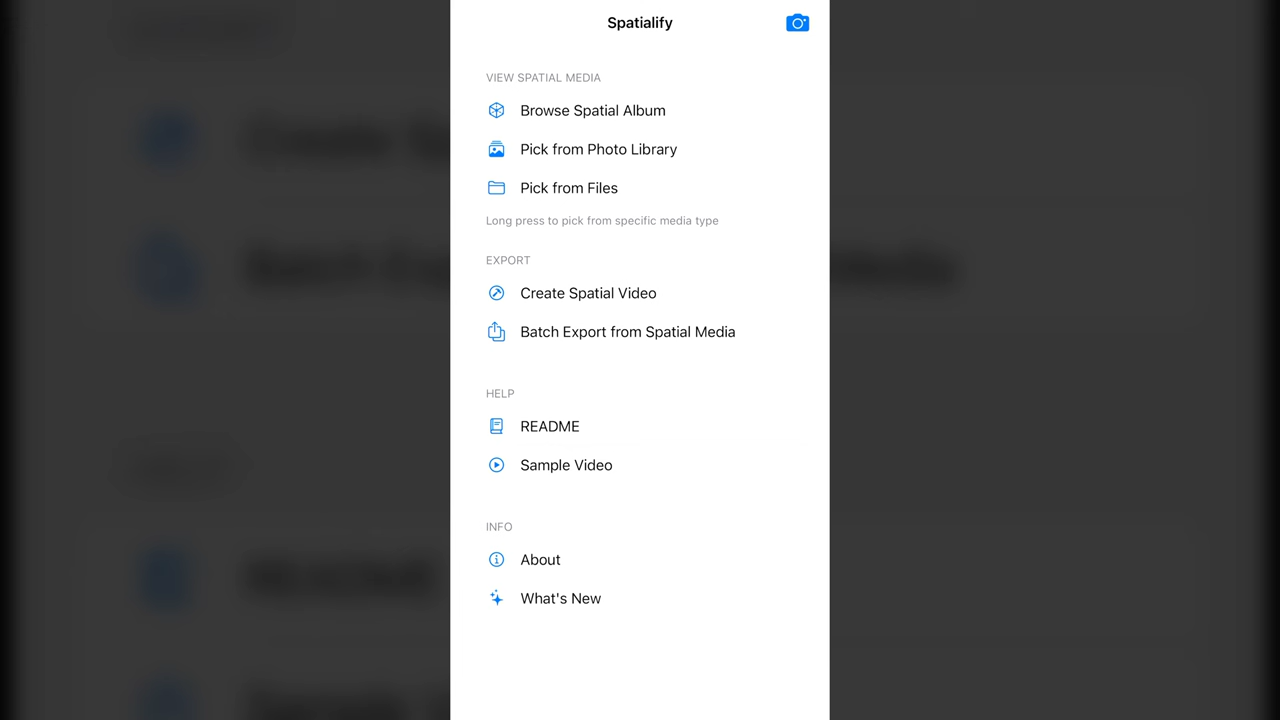 Spatialify
VIEW SPATIAL MEDIA
Browse Spatial Album
Pick from Photo Library
Pick from Files
Long press to pick from specific media type
EXPORT
Create Spatial Video
Batch Export from Spatial Media
HELP
README
Sample Video
INFO
About
What's New